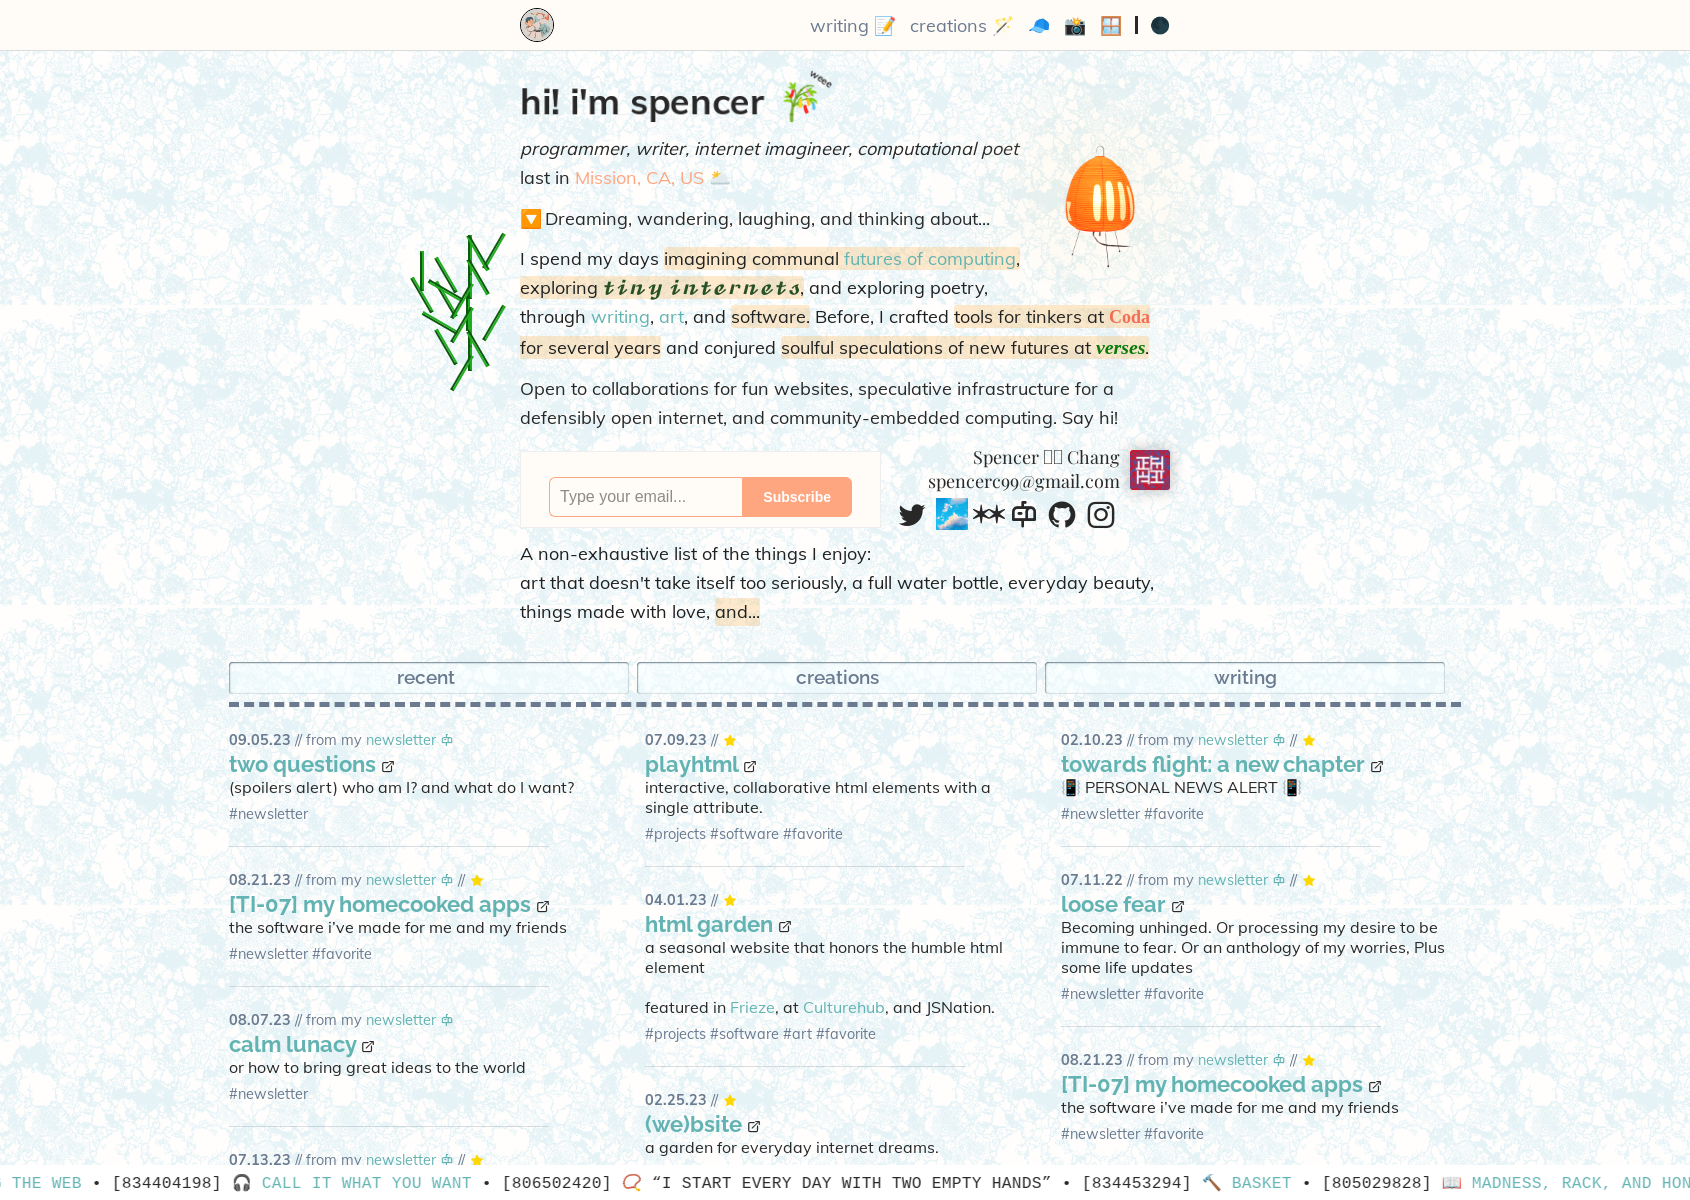 writing 📝 creations 🪄 🧢 📸 🪟 | 🌑
hi! i'm spencer 🎋 weee
programmer, writer, internet imagineer, computational poet
last in Mission, CA, US 🌥️
🔽 Dreaming, wandering, laughing, and thinking about...
I spend my days imagining communal futures of computing,
exploring tiny internets, and exploring poetry,
through writing, art, and software. Before, I crafted tools for tinkers at Coda
for several years and conjured soulful speculations of new futures at verses.
Open to collaborations for fun websites, speculative infrastructure for a
defensibly open internet, and community-embedded computing. Say hi!
Type your email...
Subscribe
Spencer Chang
spencerc99@gmail.com
A non-exhaustive list of the things I enjoy:
art that doesn't take itself too seriously, a full water bottle, everyday beauty,
things made with love, and...
recent
creations
writing
09.05.23 // from my newsletter
two questions
(spoilers alert) who am I? and what do I want?
#newsletter
08.21.23 // from my newsletter // ⭐
[TI-07] my homecooked apps
the software i've made for me and my friends
#newsletter #favorite
08.07.23 // from my newsletter
calm lunacy
or how to bring great ideas to the world
#newsletter
07.13.23 // from my newsletter // ⭐
07.09.23 // ⭐
playhtml
interactive, collaborative html elements with a
single attribute.
#projects #software #favorite
04.01.23 // ⭐
html garden
a seasonal website that honors the humble html
element
featured in Frieze, at Culturehub, and JSNation.
#projects #software #art #favorite
02.25.23 // ⭐
(we)bsite
a garden for everyday internet dreams.
02.10.23 // from my newsletter // ⭐
towards flight: a new chapter
📳 PERSONAL NEWS ALERT 📳
#newsletter #favorite
07.11.22 // from my newsletter // ⭐
loose fear
Becoming unhinged. Or processing my desire to be
immune to fear. Or an anthology of my worries, Plus
some life updates
#newsletter #favorite
08.21.23 // from my newsletter // ⭐
[TI-07] my homecooked apps
the software i've made for me and my friends
#newsletter #favorite
THE WEB • [834404198] 🎧 CALL IT WHAT YOU WANT • [806502420] 📿 “I START EVERY DAY WITH TWO EMPTY HANDS” • [834453294] 🔨 BASKET • [805029828] 📖 MADNESS, RACK, AND HON